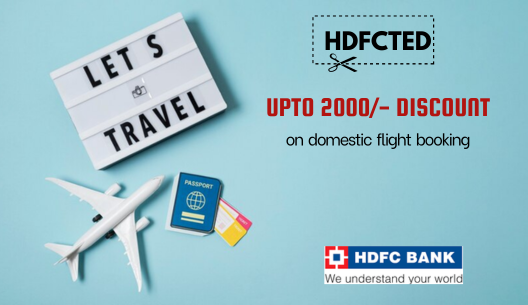 LET S
TRAVEL
PASSPORT
HDFCTED
UPTO 2000/- DISCOUNT
on domestic flight booking
HDFC BANK
We understand your world